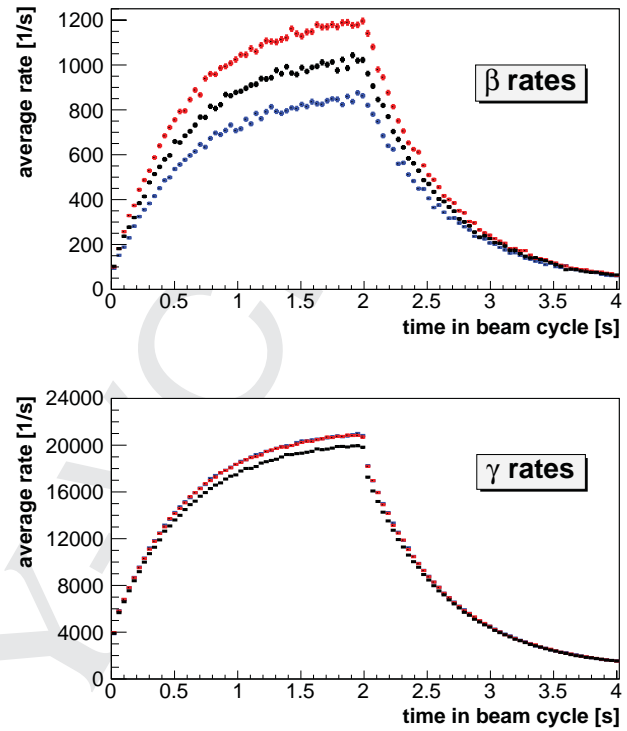 average rate [1/s]
1200
1000
800
600
400
200
0
β rates
0 0.5 1 1.5 2 2.5 3 3.5 4
time in beam cycle [s]
average rate [1/s]
24000
20000
16000
12000
8000
4000
0
γ rates
0 0.5 1 1.5 2 2.5 3 3.5 4
time in beam cycle [s]